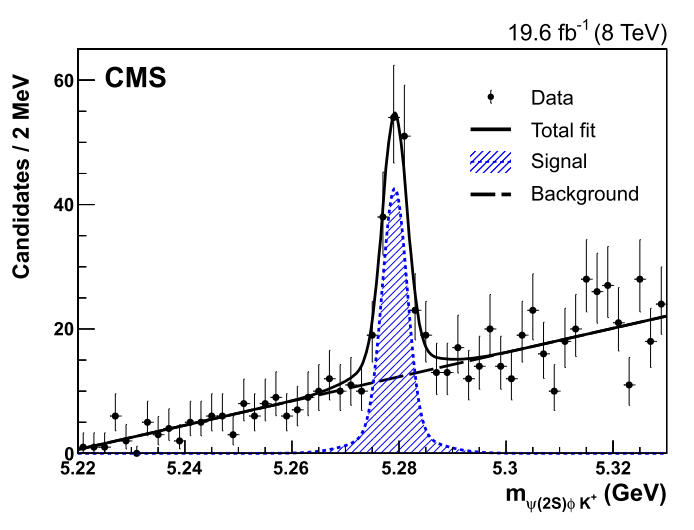 19.6 fb⁻¹ (8 TeV)
CMS
Candidates / 2 MeV
60
40
20
0
Data
Total fit
Signal
Background
5.22 5.24 5.26 5.28 5.3 5.32
m_ψ(2S)φ K⁺ (GeV)